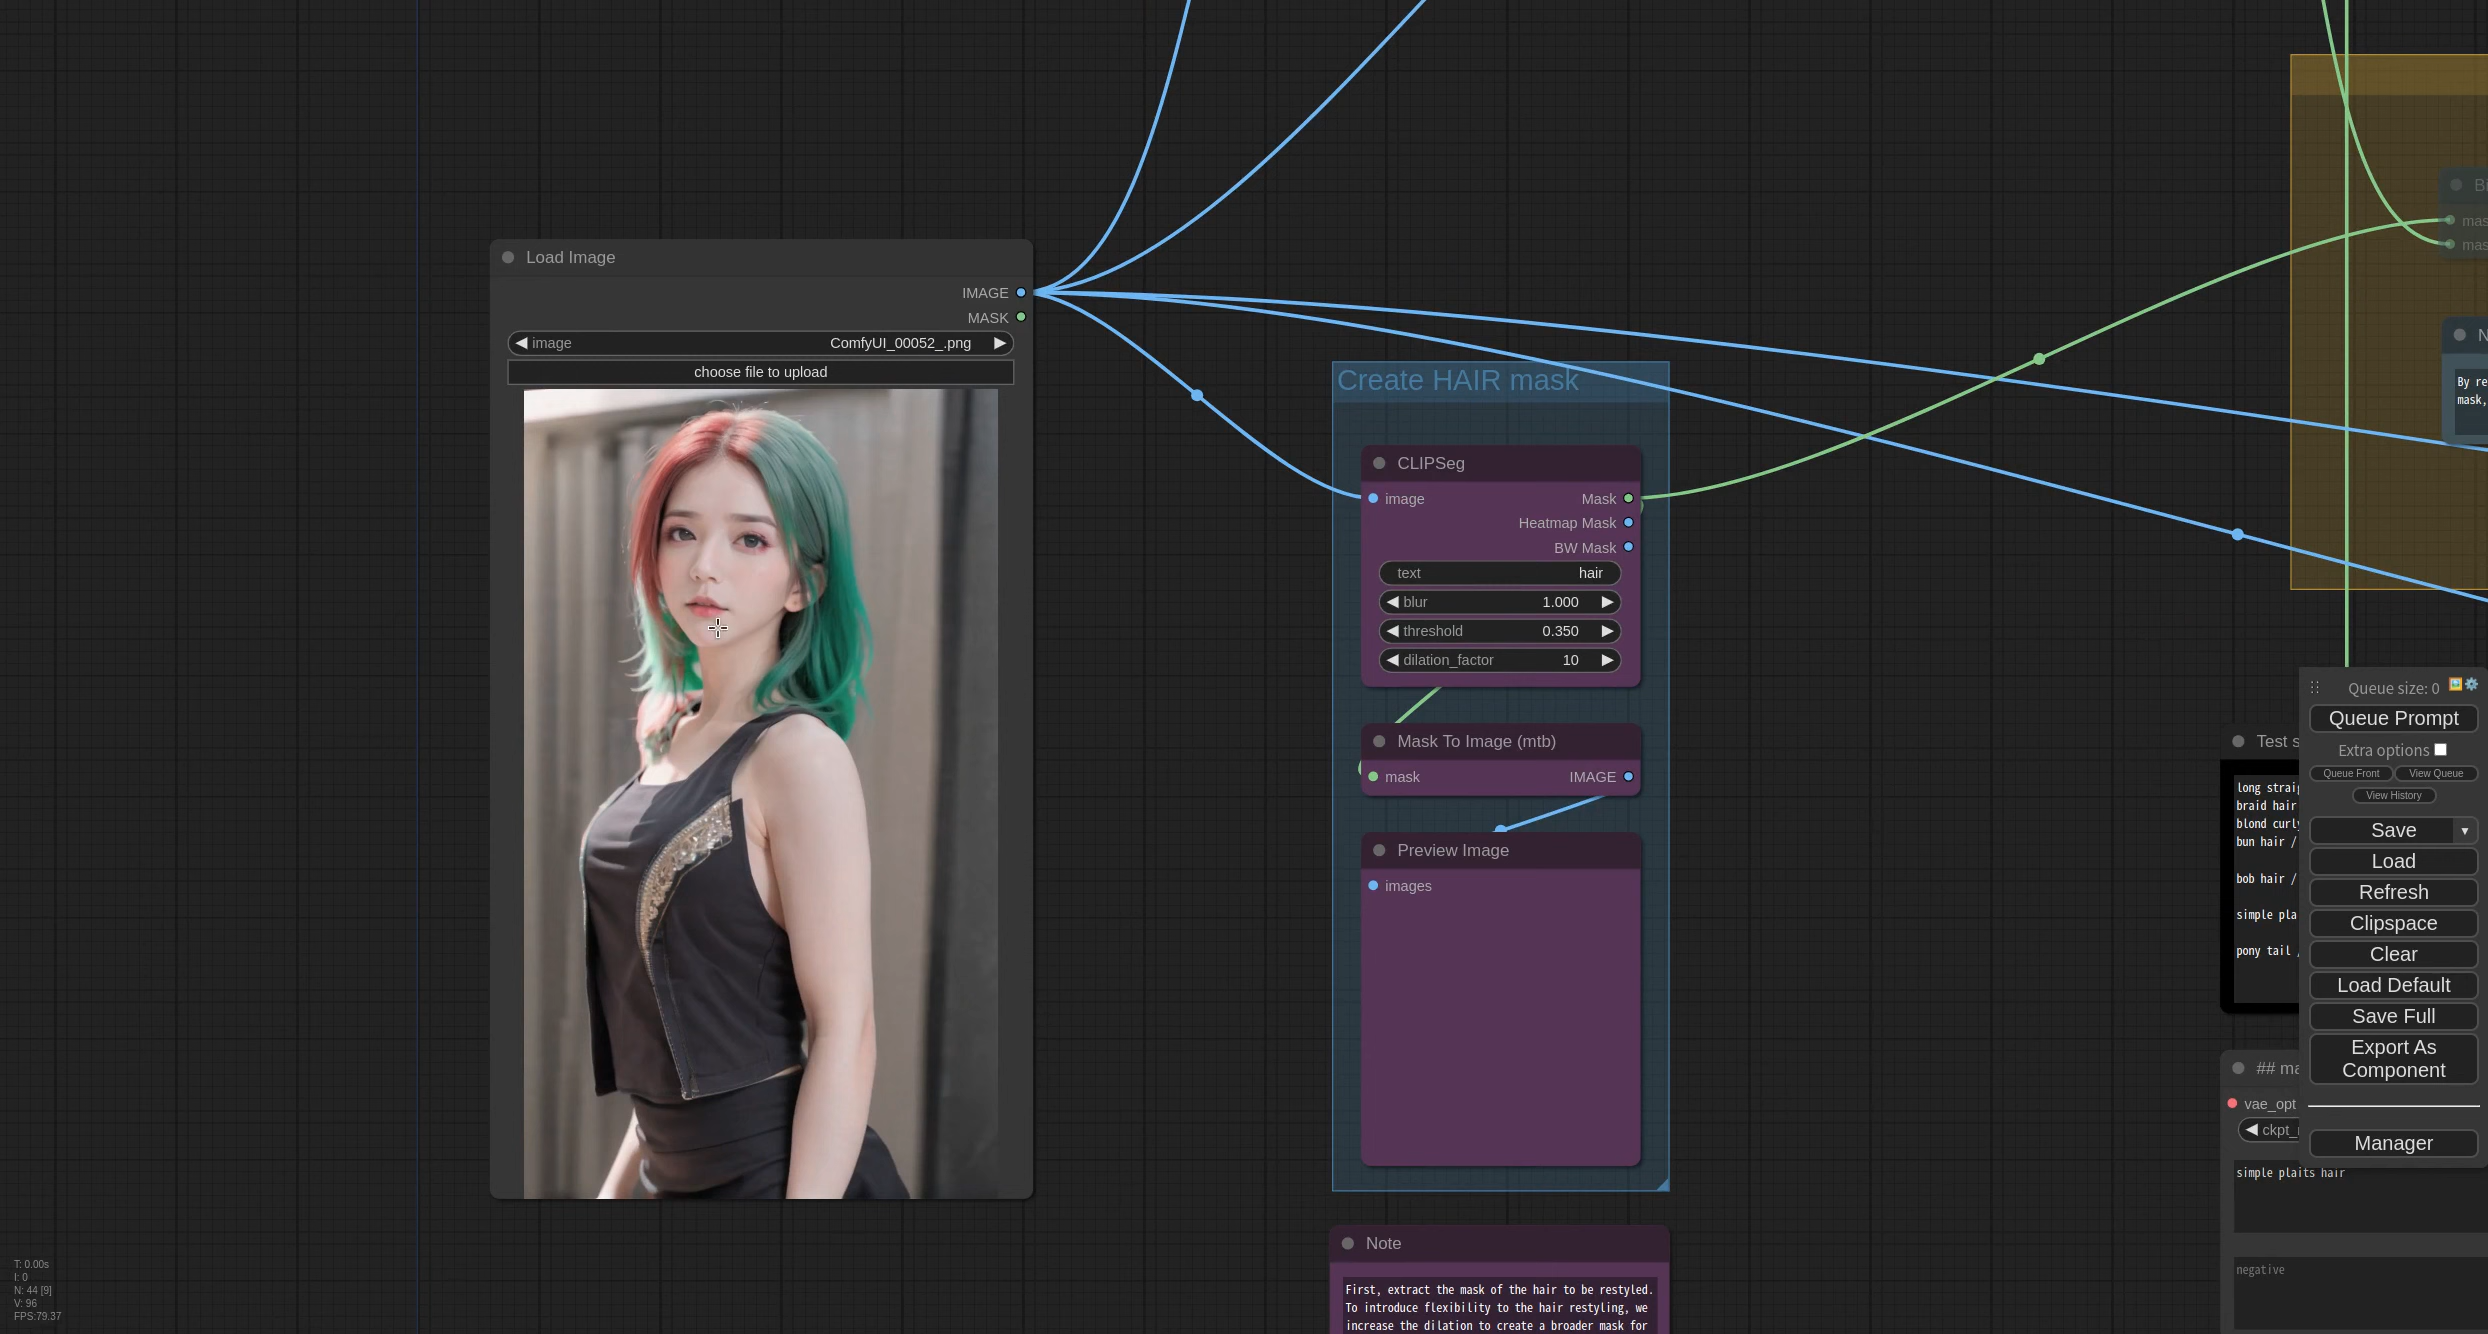 Load Image
IMAGE
MASK
image ComfyUI_00052_.png
choose file to upload
Create HAIR mask
CLIPSeg
image Mask
Heatmap Mask
BW Mask
text hair
blur 1.000
threshold 0.350
dilation_factor 10
Mask To Image (mtb)
mask IMAGE
Preview Image
images
Note
First, extract the mask of the hair to be restyled.
To introduce flexibility to the hair restyling, we
increase the dilation to create a broader mask for
mas
mas
By re
mask,
Queue size: 0
Queue Prompt
Extra options
Queue Front View Queue
View History
Save
Load
Refresh
Clipspace
Clear
Load Default
Save Full
Export As
Component
Manager
Test s
long straig
braid hair
blond curly
bun hair /
bob hair /
simple pla
pony tail /
## ma
vae_opt
ckpt_
simple plaits hair
negative
T: 0.00s
I: 0
N: 44 [9]
V: 96
FPS:79.37